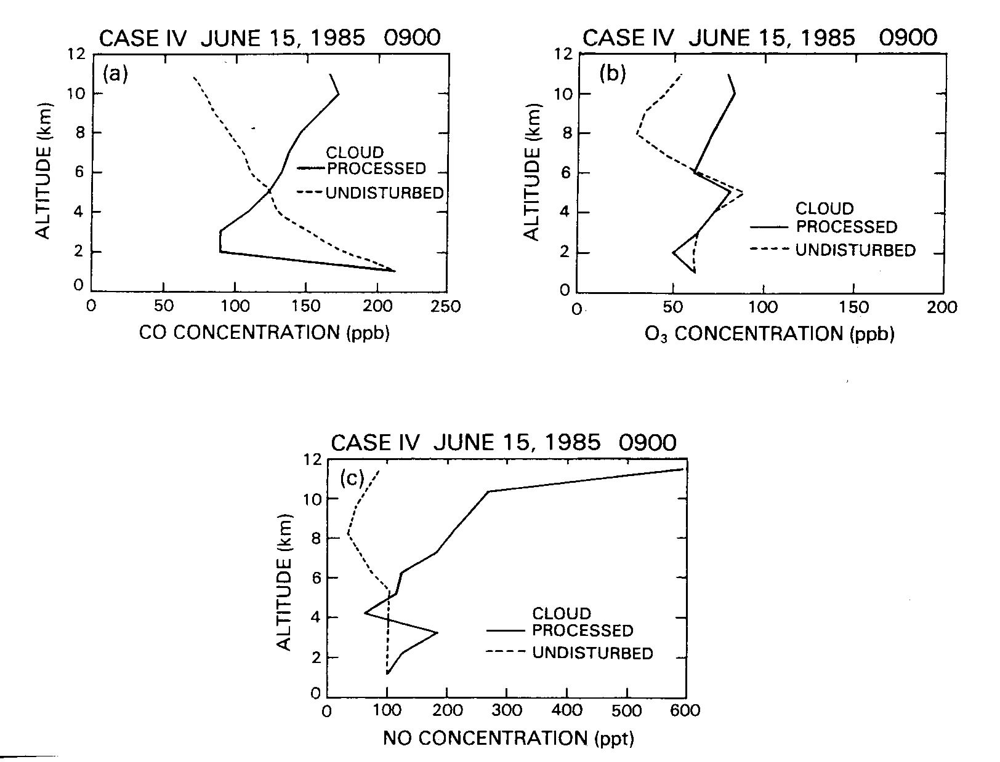 CASE IV JUNE 15, 1985 0900
(a)
12
10
8
6
4
2
0
ALTITUDE (km)
CLOUD
PROCESSED
UNDISTURBED
0 50 100 150 200 250
CO CONCENTRATION (ppb)
CASE IV JUNE 15, 1985 0900
(b)
12
10
8
6
4
2
0
ALTITUDE (km)
CLOUD
PROCESSED
UNDISTURBED
0 50 100 150 200
O₃ CONCENTRATION (ppb)
CASE IV JUNE 15, 1985 0900
(c)
12
10
8
6
4
2
0
ALTITUDE (km)
CLOUD
PROCESSED
UNDISTURBED
0 100 200 300 400 500 600
NO CONCENTRATION (ppt)